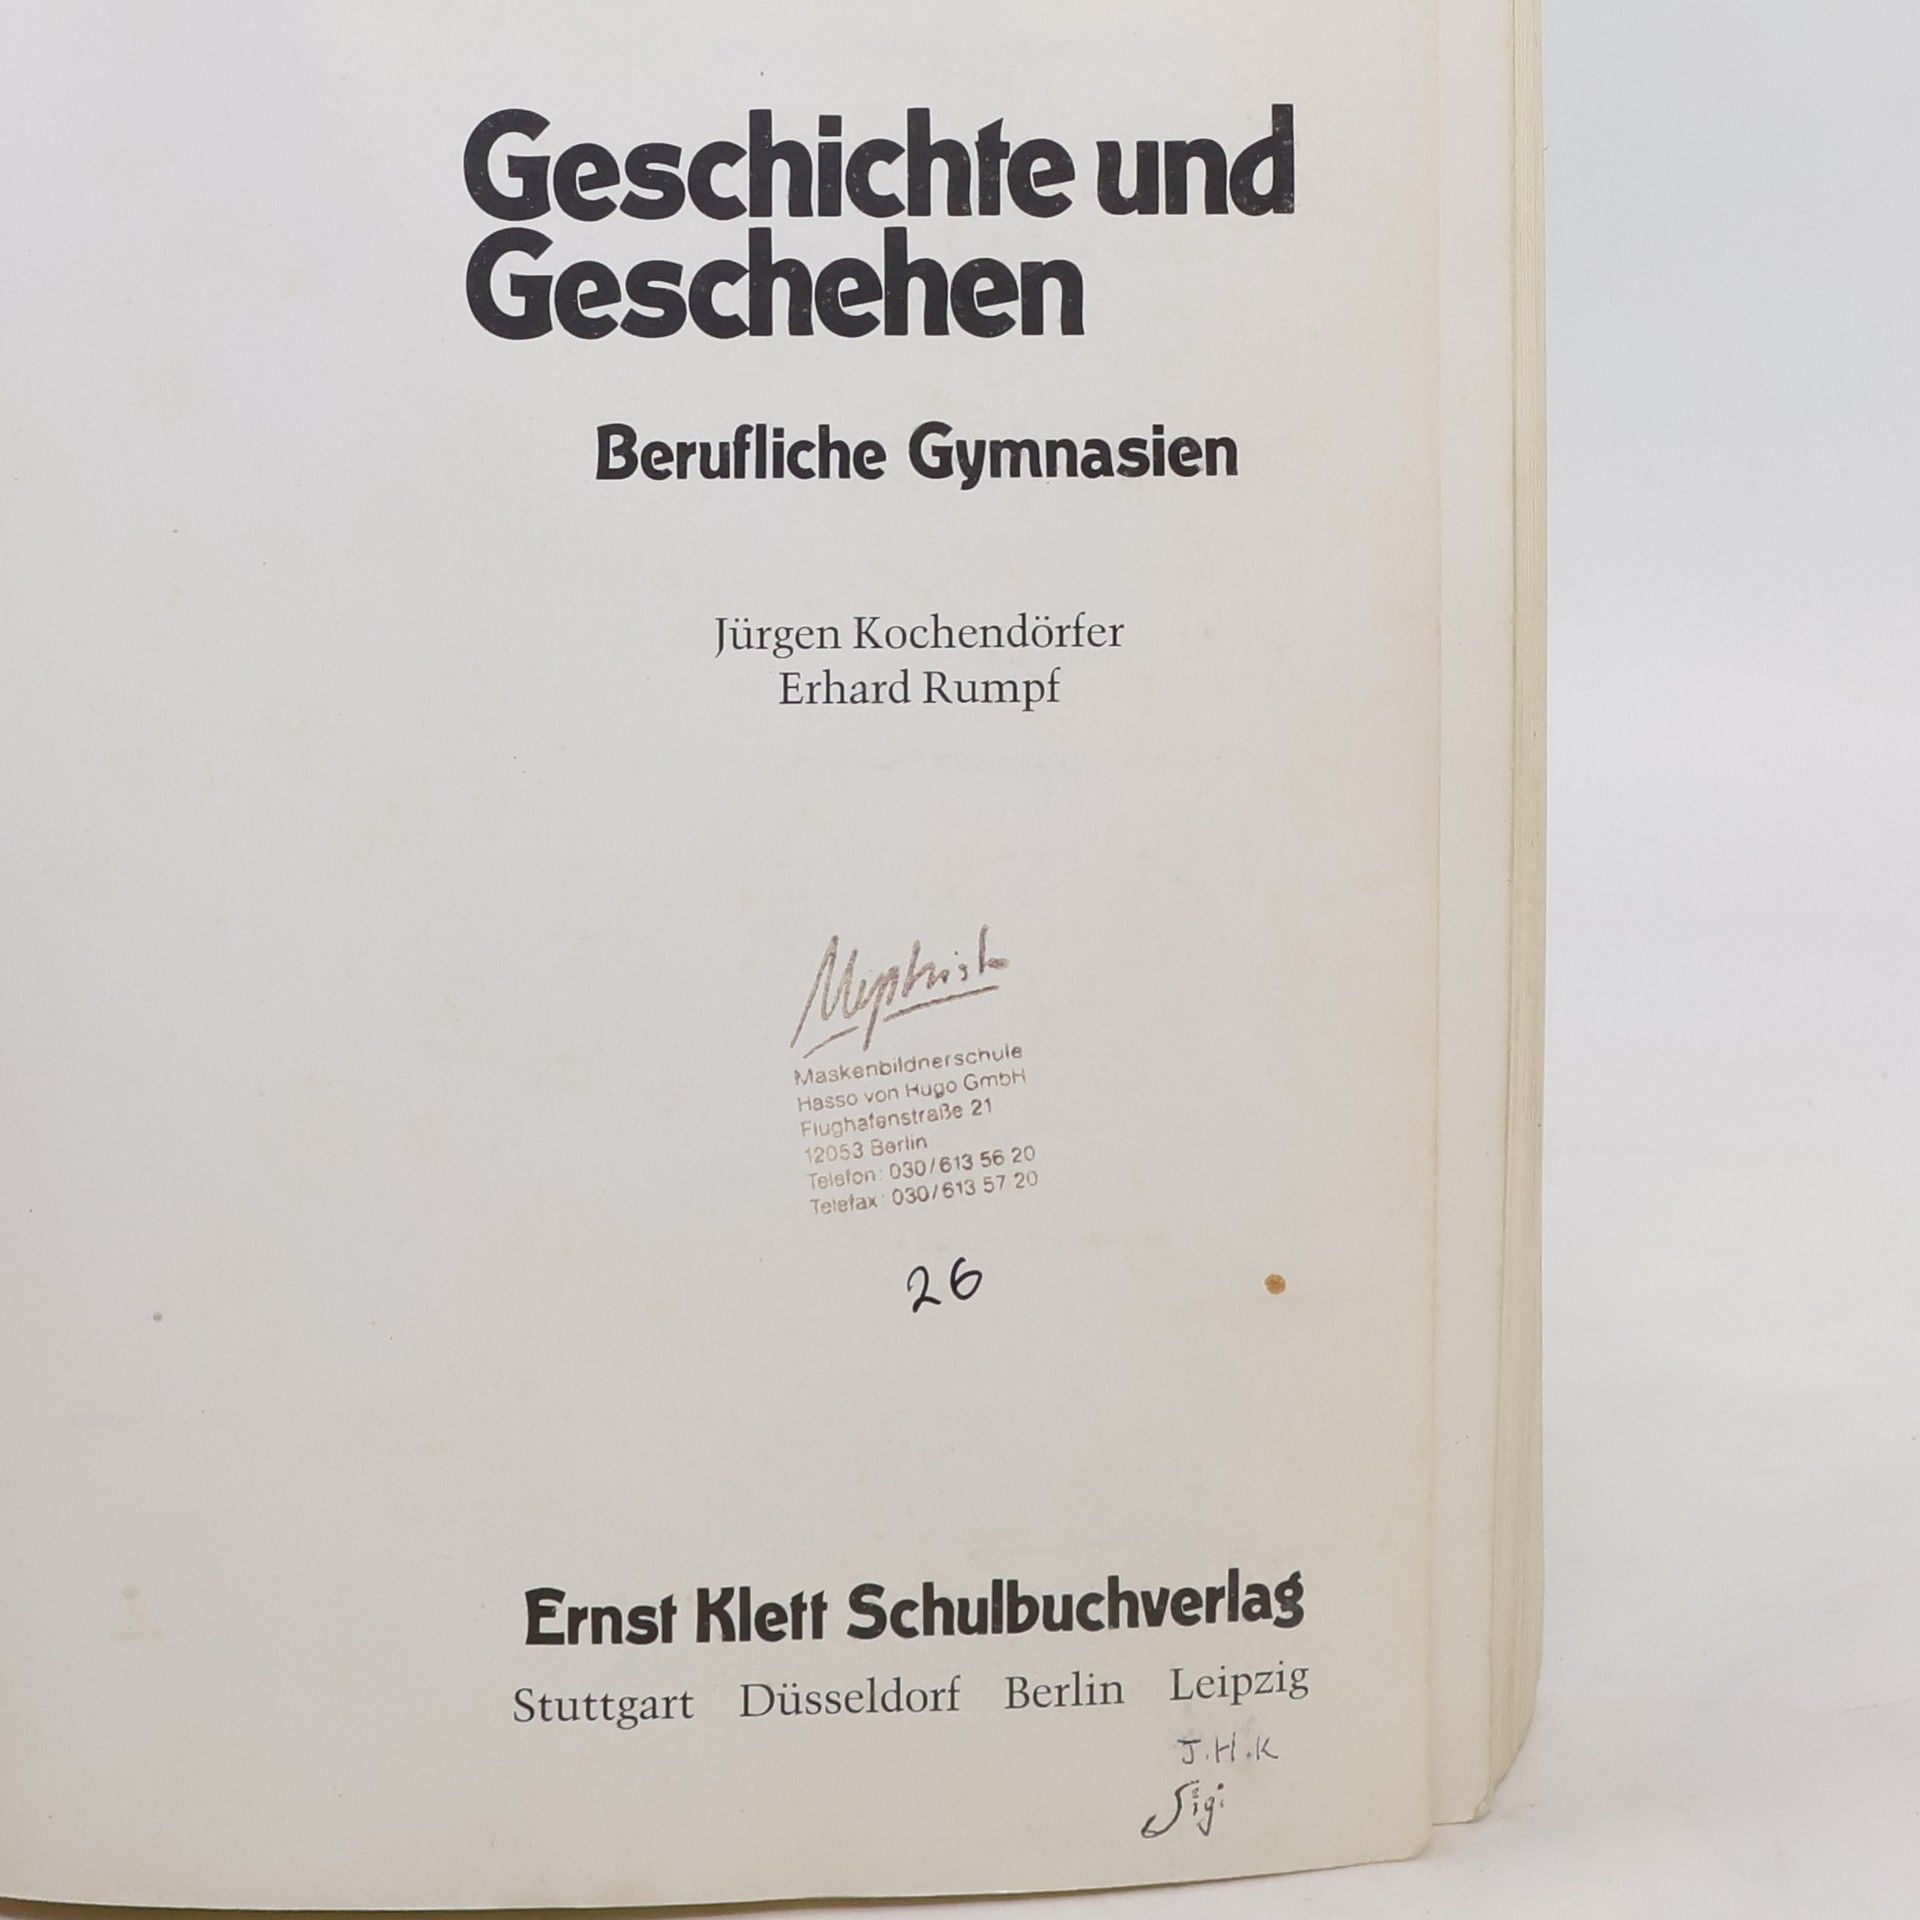 Geschichte und
Geschehen
Berufliche Gymnasien
Jürgen Kochendörfer
Erhard Rumpf
Maskenbildnerschule
Hasso von Hugo GmbH
Flughafenstraße 21
12053 Berlin
Telefon: 030/613 56 20
Telefax: 030/613 57 20
26
Ernst Klett Schulbuchverlag
Stuttgart Düsseldorf Berlin Leipzig
J.H.K
Sigi